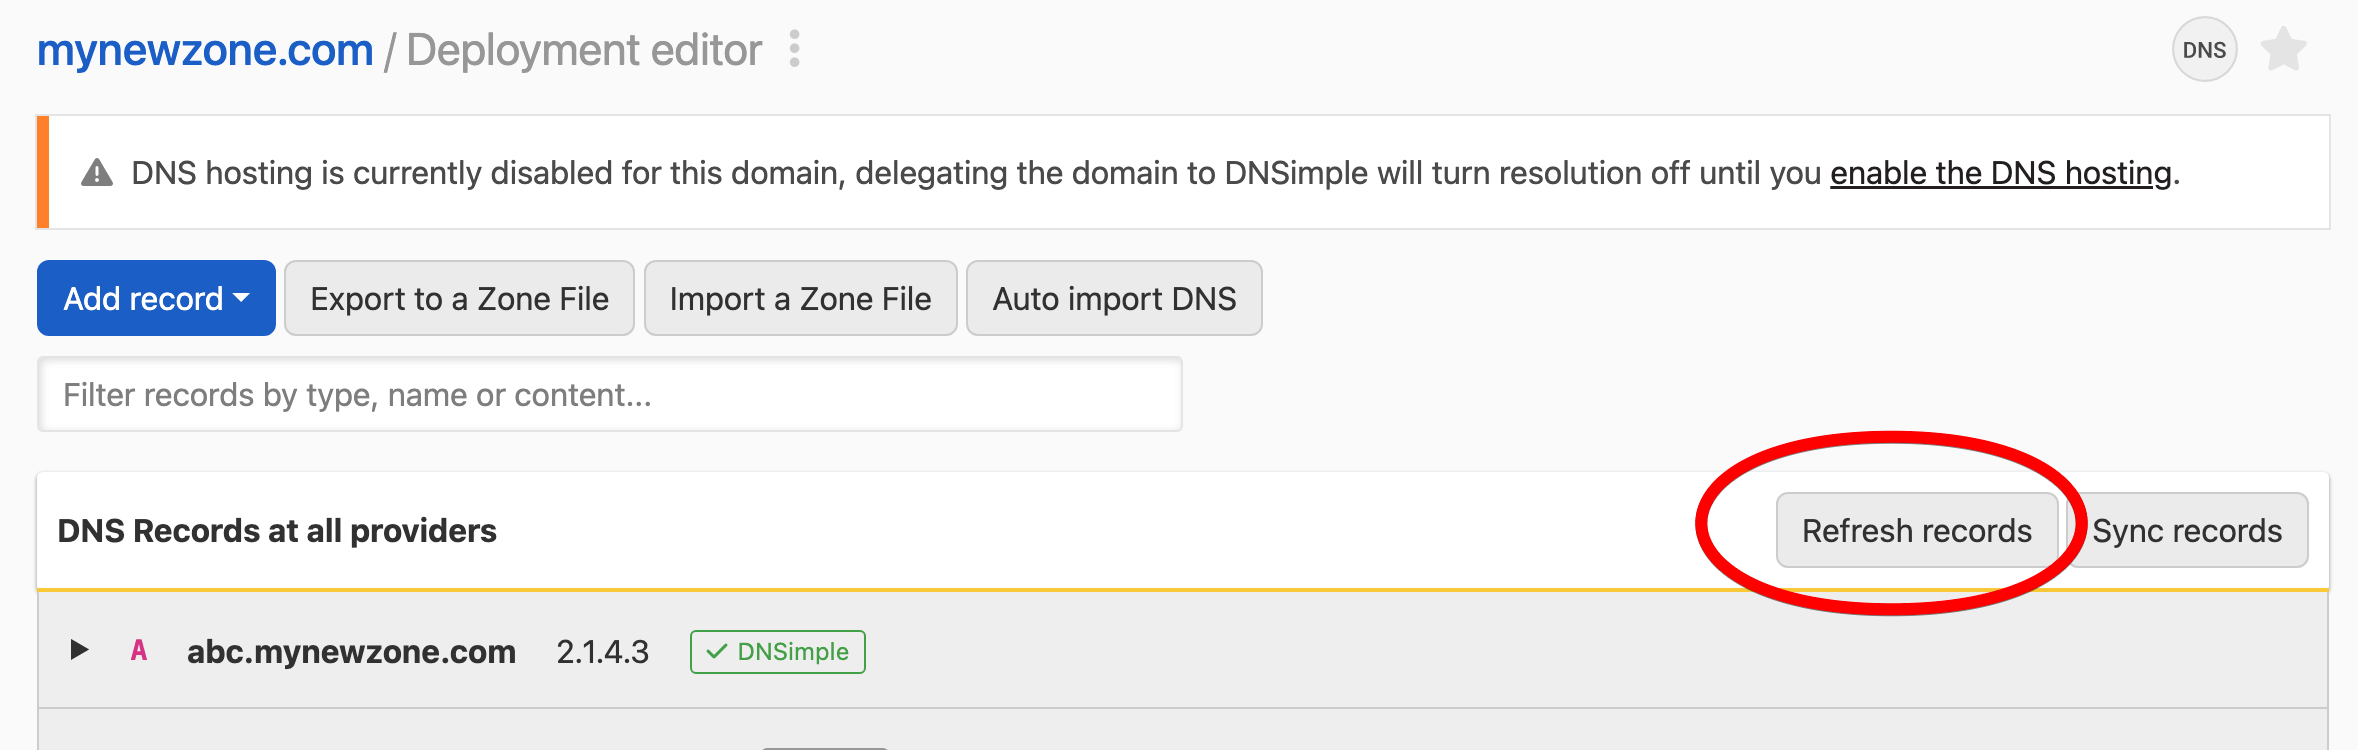 mynewzone.com / Deployment editor
DNS
DNS hosting is currently disabled for this domain, delegating the domain to DNSimple will turn resolution off until you enable the DNS hosting.
Add record Export to a Zone File Import a Zone File Auto import DNS
Filter records by type, name or content...
DNS Records at all providers Refresh records Sync records
A abc.mynewzone.com 2.1.4.3 DNSimple